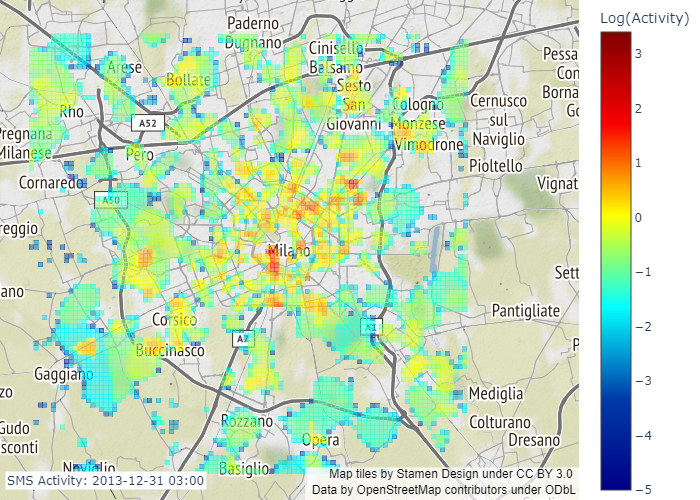 Log(Activity)
Paderno
Dugnano
Cinisello
Balsamo
Arese
Bollate
Sesto
San
Giovanni
Cologno
Monzese
Vimodrone
Cernusco
sul
Naviglio
Pessa
Con
Borna
Go
Rho
A52
Pregnana
Milanese
Pero
Pioltello
Cornaredo
A50
Vignat
reggio
Milano
Sett
ano
Corsico
A1
Pantigliate
P
A7
Buccinasco
Gaggiano
zo
Mediglia
Rozzano
Colturano
Dresano
Gudo
sconti
Opera
Naviglio
Basiglio
SMS Activity: 2013-12-31 03:00
Map tiles by Stamen Design under CC BY 3.0
Data by OpenStreetMap contributors under ODbL
3
2
1
0
−1
−2
−3
−4
−5